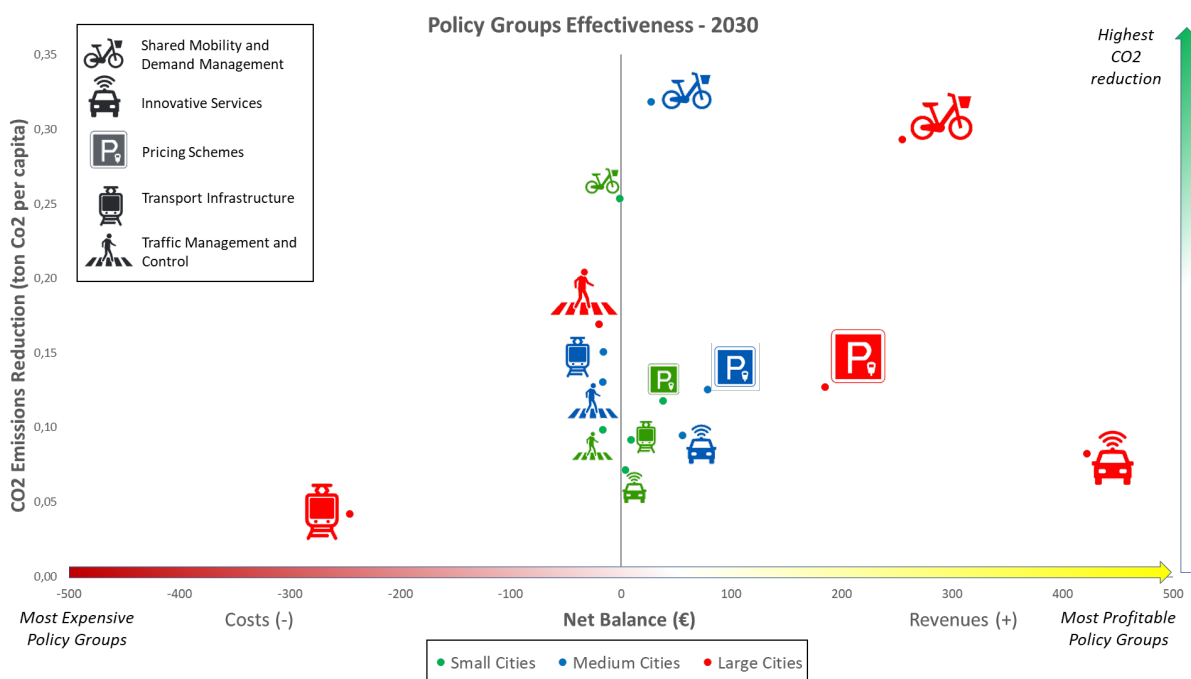 Policy Groups Effectiveness - 2030
Shared Mobility and
Demand Management
Innovative Services
P
Pricing Schemes
Transport Infrastructure
Traffic Management and
Control
Highest
CO2
reduction
CO2 Emissions Reduction (ton Co2 per capita)
0,35
0,30
0,25
0,20
0,15
0,10
0,05
0,00
P
P
P
-500
-400
-300
-200
-100
0
100
200
300
400
500
Most Expensive
Policy Groups
Costs (-)
Net Balance (€)
Revenues (+)
Most Profitable
Policy Groups
Small Cities
Medium Cities
Large Cities